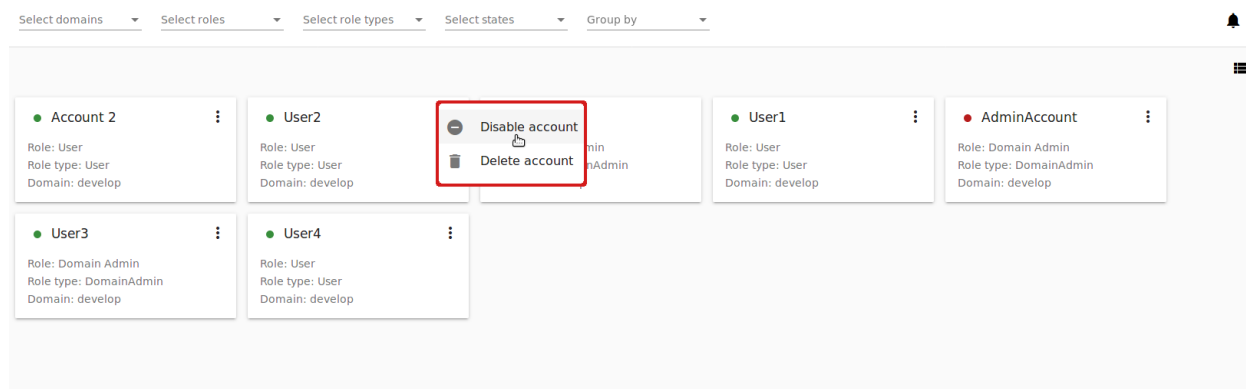 Select domains Select roles Select role types Select states Group by
Account 2
Role: User
Role type: User
Domain: develop
User2
Role: User
Role type: User
Domain: develop
Disable account
Delete account
User1
Role: User
Role type: User
Domain: develop
AdminAccount
Role: Domain Admin
Role type: DomainAdmin
Domain: develop
User3
Role: Domain Admin
Role type: DomainAdmin
Domain: develop
User4
Role: User
Role type: User
Domain: develop